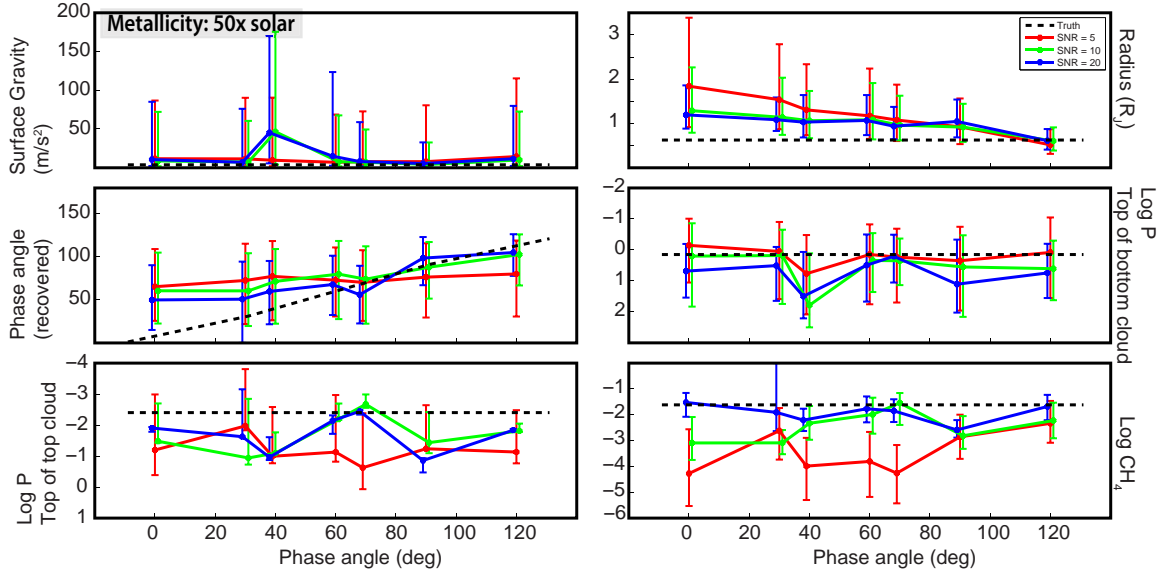 Metallicity: 50x solar
200
150
100
50
Surface Gravity
(m/s²)
3
2
1
Radius (RJ)
Truth
SNR = 5
SNR = 10
SNR = 20
150
100
50
Phase angle
(recovered)
−2
−1
0
1
2
Log P
Top of bottom cloud
−4
−3
−2
−1
0
1
Log P
Top of top cloud
0 20 40 60 80 100 120
Phase angle (deg)
−1
−2
−3
−4
−5
−6
Log CH4
0 20 40 60 80 100 120
Phase angle (deg)